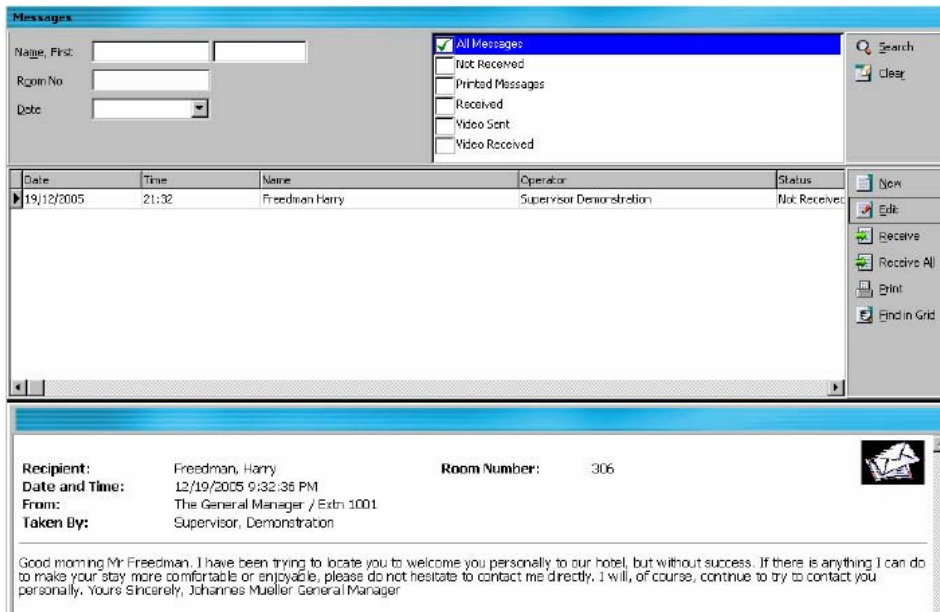 Messages
Name, First
Room No
Date
All Messages
Not Received
Printed Messages
Received
Video Sent
Video Received
Search
Clear
Date Time Name Operator Status
19/12/2005 21:32 Freedman Harry Supervisor Demonstration Not Received
New
Edit
Receive
Receive All
Print
Find in Grid
Recipient: Freedman, Harry Room Number: 306
Date and Time: 12/19/2005 9:32:36 PM
From: The General Manager / Extn 1001
Taken By: Supervisor, Demonstration
Good morning Mr Freedman. I have been trying to locate you to welcome you personally to our hotel, but without success. If there is anything I can do
to make your stay more comfortable or enjoyable, please do not hesitate to contact me directly. I will, of course, continue to try to contact you
personally. Yours Sincerely, Johannes Mueller General Manager